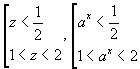 [z < 1/2, [a^x < 1/2
[1 < z < 2, [1 < a^x < 2